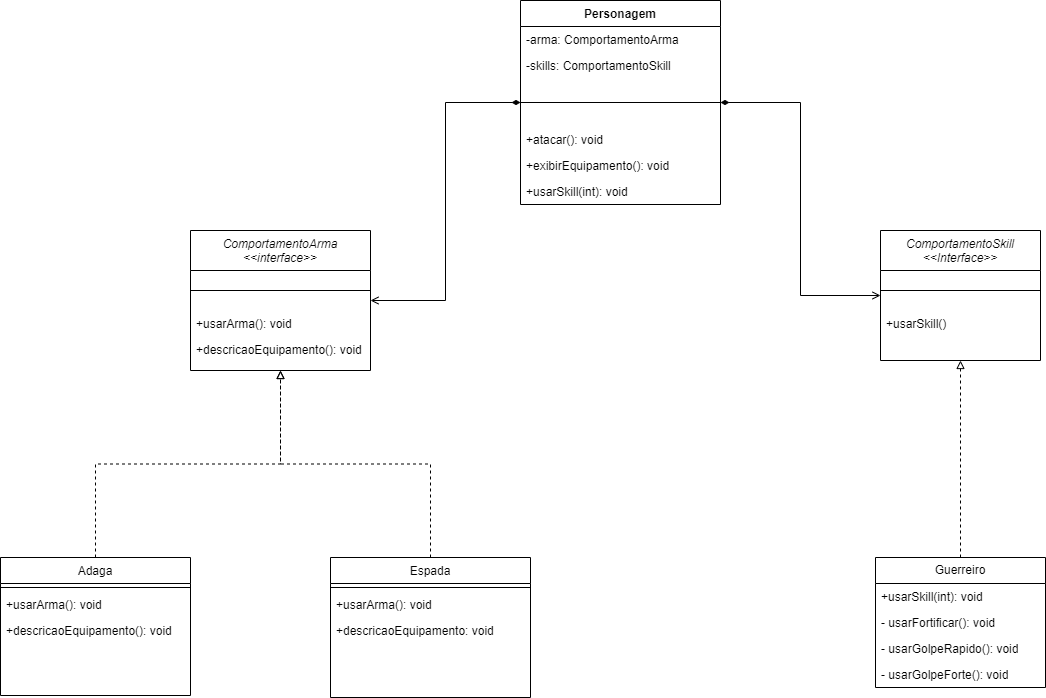 Personagem
-arma: ComportamentoArma
-skills: ComportamentoSkill
+atacar(): void
+exibirEquipamento(): void
+usarSkill(int): void
ComportamentoArma
<<interface>>
+usarArma(): void
+descricaoEquipamento(): void
ComportamentoSkill
<<Interface>>
+usarSkill()
Adaga
+usarArma(): void
+descricaoEquipamento(): void
Espada
+usarArma(): void
+descricaoEquipamento: void
Guerreiro
+usarSkill(int): void
- usarFortificar(): void
- usarGolpeRapido(): void
- usarGolpeForte(): void